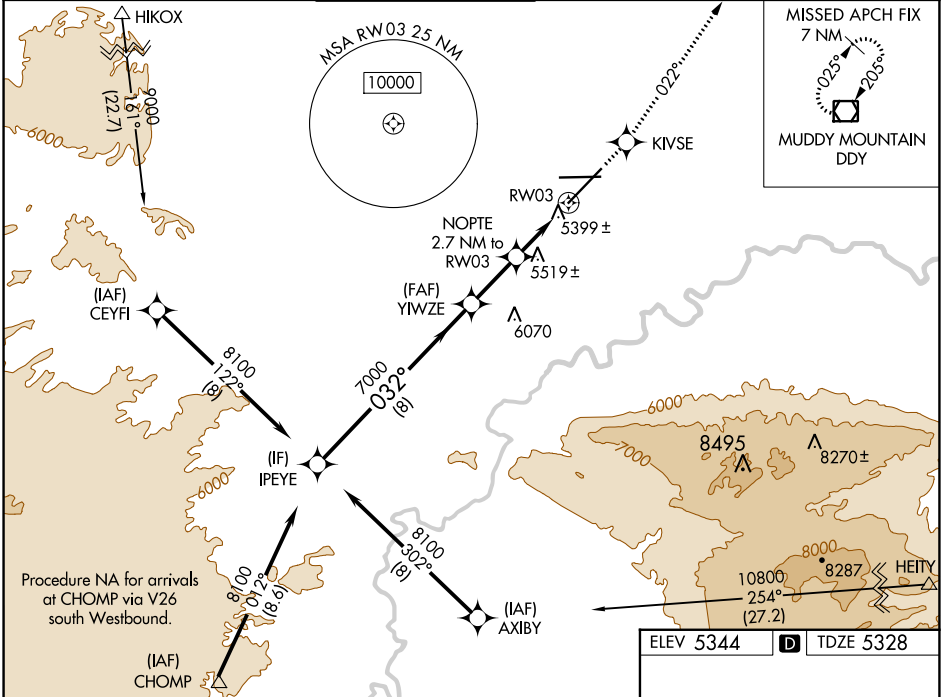 HIKOX
9000
161°
(22.7)
6000
MSA RW03 25 NM
10000
022°
MISSED APCH FIX
7 NM
025°
205°
MUDDY MOUNTAIN
DDY
KIVSE
RW03
5399 ±
NOPTE
2.7 NM to
RW03
5519 ±
(FAF)
YIWZE
6070
(IAF)
CEYFI
8100
122°
(8)
7000
032°
(8)
(IF)
IPEYE
6000
6000
7000
8495
8270 ±
8000
8287
HEITY
10800
254°
(27.2)
8100
302°
(8)
(IAF)
AXIBY
8100
012°
(8.6)
Procedure NA for arrivals
at CHOMP via V26
south Westbound.
(IAF)
CHOMP
ELEV 5344 D TDZE 5328